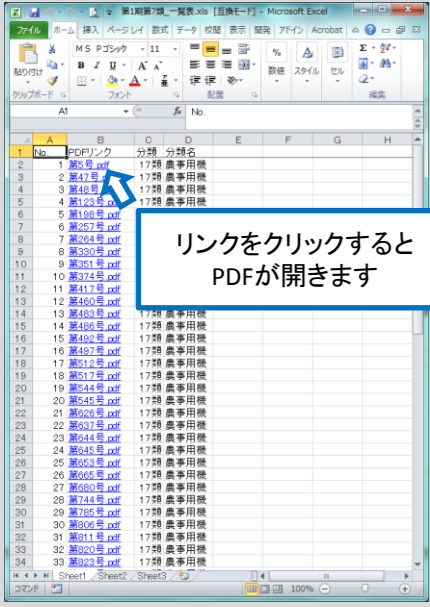 第1期第7類_一覧表.xls [互換モード] - Microsoft Excel
ファイル ホーム 挿入 ページレイ 数式 データ 校閲 表示 開発 アドイン Acrobat
貼り付け
MS Pゴシック 11
B I U
数値 スタイル セル
クリップボード フォント 配置 編集
A1 fx No.
A B C D E F G H
1 No. PDFリンク 分類 分類名
2 1 第5号.pdf 17類 農事用機
3 2 第47号.pdf 17類 農事用機
4 3 第48号.pdf
5 4 第123号.pdf
6 5 第198号.pdf
7 6 第257号.pdf
8 7 第264号.pdf
9 8 第330号.pdf
10 9 第351号.pdf
11 10 第374号.pdf
12 11 第417号.pdf
13 12 第460号.pdf
リンクをクリックすると
PDFが開きます
14 13 第483号.pdf 17類 農事用機
15 14 第486号.pdf 17類 農事用機
16 15 第492号.pdf 17類 農事用機
17 16 第497号.pdf 17類 農事用機
18 17 第512号.pdf 17類 農事用機
19 18 第517号.pdf 17類 農事用機
20 19 第544号.pdf 17類 農事用機
21 20 第545号.pdf 17類 農事用機
22 21 第626号.pdf 17類 農事用機
23 22 第637号.pdf 17類 農事用機
24 23 第644号.pdf 17類 農事用機
25 24 第645号.pdf 17類 農事用機
26 25 第653号.pdf 17類 農事用機
27 26 第665号.pdf 17類 農事用機
28 27 第680号.pdf 17類 農事用機
29 28 第744号.pdf 17類 農事用機
30 29 第785号.pdf 17類 農事用機
31 30 第806号.pdf 17類 農事用機
32 31 第811号.pdf 17類 農事用機
33 32 第820号.pdf 17類 農事用機
34 33 第823号.pdf 17類 農事用機
Sheet1 Sheet2 Sheet3
コマンド 100%